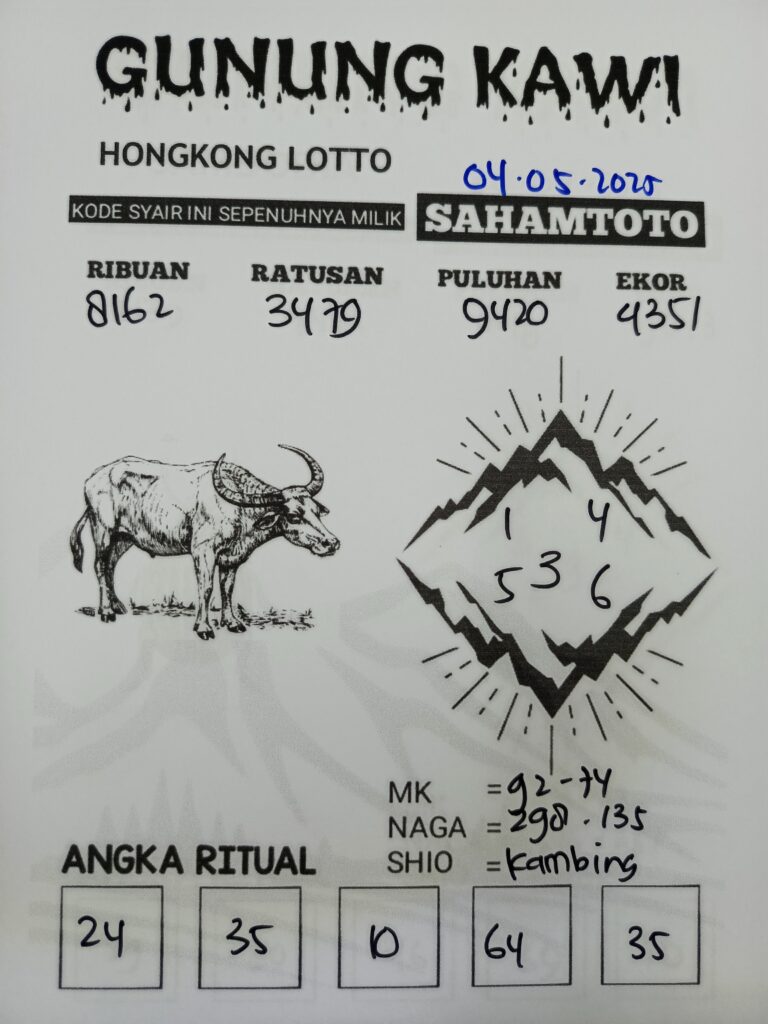 GUNUNG KAWI
HONGKONG LOTTO
04.05.2025
KODE SYAIR INI SEPENUHNYA MILIK SAHAMTOTO
RIBUAN RATUSAN PULUHAN EKOR
8162 3479 9420 4351
1 4
3
5 6
MK = 92-74
NAGA = 298.135
SHIO = Kambing
ANGKA RITUAL
24 35 10 64 35